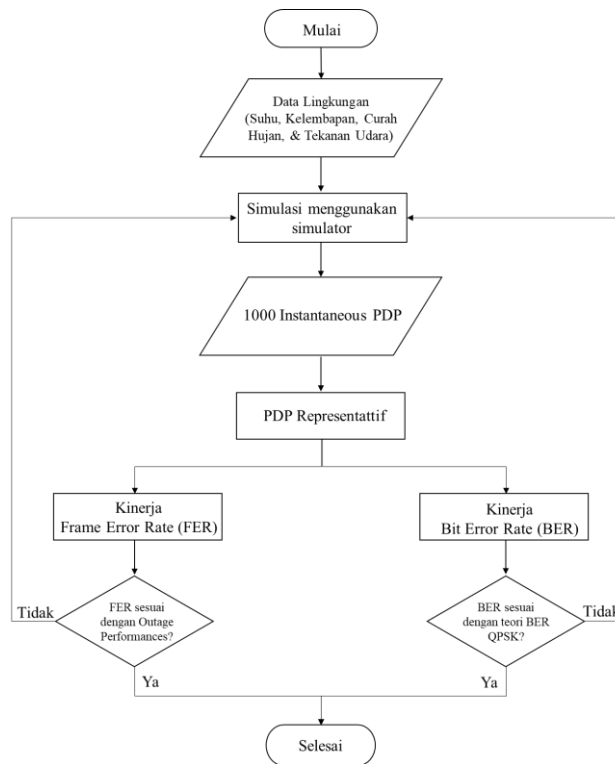 Mulai
Data Lingkungan
(Suhu, Kelembapan, Curah
Hujan, & Tekanan Udara)
Simulasi menggunakan
simulator
1000 Instantaneous PDP
PDP Representattif
Kinerja
Frame Error Rate (FER)
Kinerja
Bit Error Rate (BER)
Tidak
FER sesuai
dengan Outage
Performances?
BER sesuai
dengan teori BER
QPSK?
Tidak
Ya
Ya
Selesai